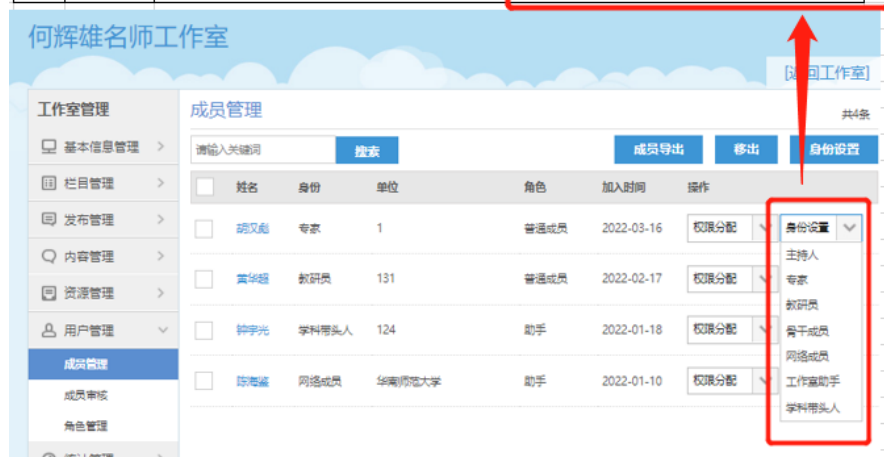 何辉雄名师工作室
[返回工作室]
工作室管理
成员管理
共4条
基本信息管理
搜索
成员导出 移出 身份设置
请输入关键词
栏目管理
姓名 身份 单位 角色 加入时间 操作
发布管理
胡汉彪 专家 1 普通成员 2022-03-16 权限分配 身份设置
内容管理
主持人
专家
教研员
骨干成员
网络成员
工作室助手
学科带头人
黄华超 教研员 131 普通成员 2022-02-17 权限分配
资源管理
用户管理
钟宇光 学科带头人 124 助手 2022-01-18 权限分配
成员管理
陈海鉴 网络成员 华南师范大学 助手 2022-01-10 权限分配
成员审核
角色管理